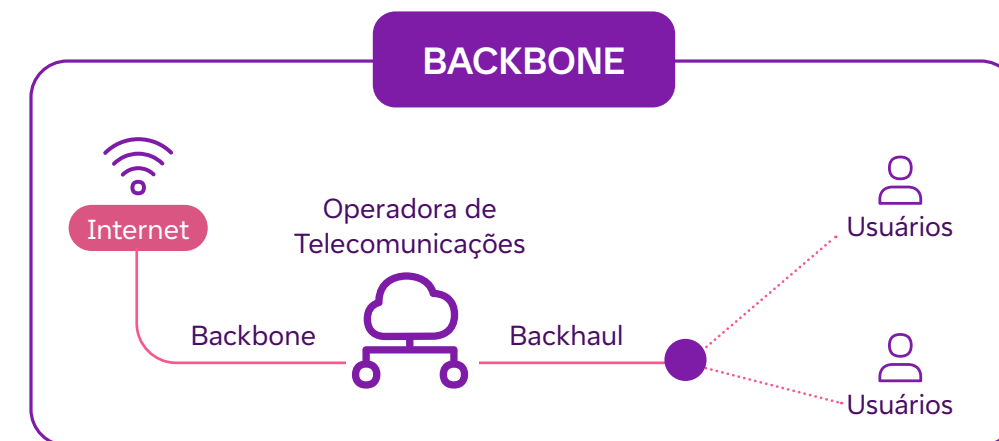 BACKBONE
Internet
Operadora de
Telecomunicações
Backbone
Backhaul
Usuários
Usuários